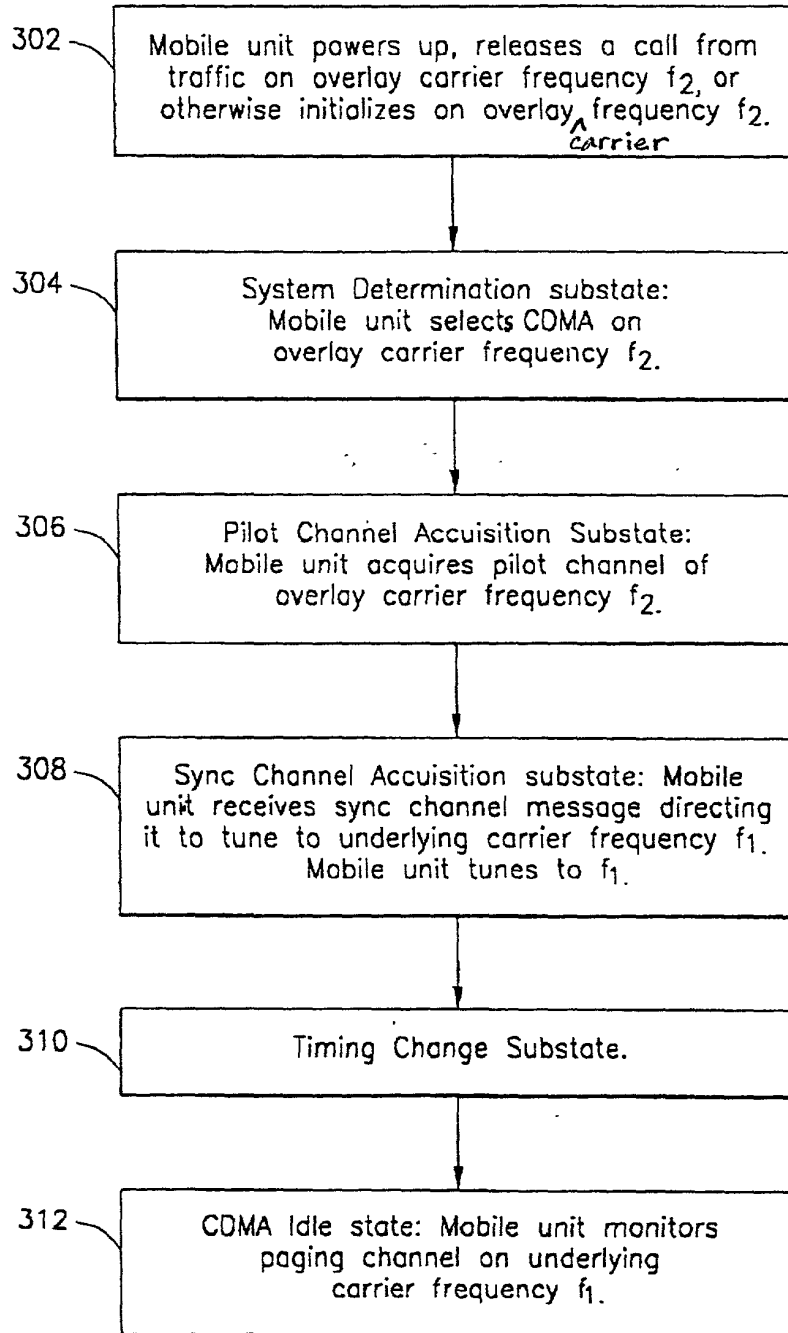 302
Mobile unit powers up, releases a call from
traffic on overlay carrier frequency f2, or
otherwise initializes on overlay ^ frequency f2.
carrier
304
System Determination substate:
Mobile unit selects CDMA on
overlay carrier frequency f2.
306
Pilot Channel Accuisition Substate:
Mobile unit acquires pilot channel of
overlay carrier frequency f2.
308
Sync Channel Accuisition substate: Mobile
unit receives sync channel message directing
it to tune to underlying carrier frequency f1.
Mobile unit tunes to f1.
310
Timing Change Substate.
312
CDMA Idle state: Mobile unit monitors
paging channel on underlying
carrier frequency f1.